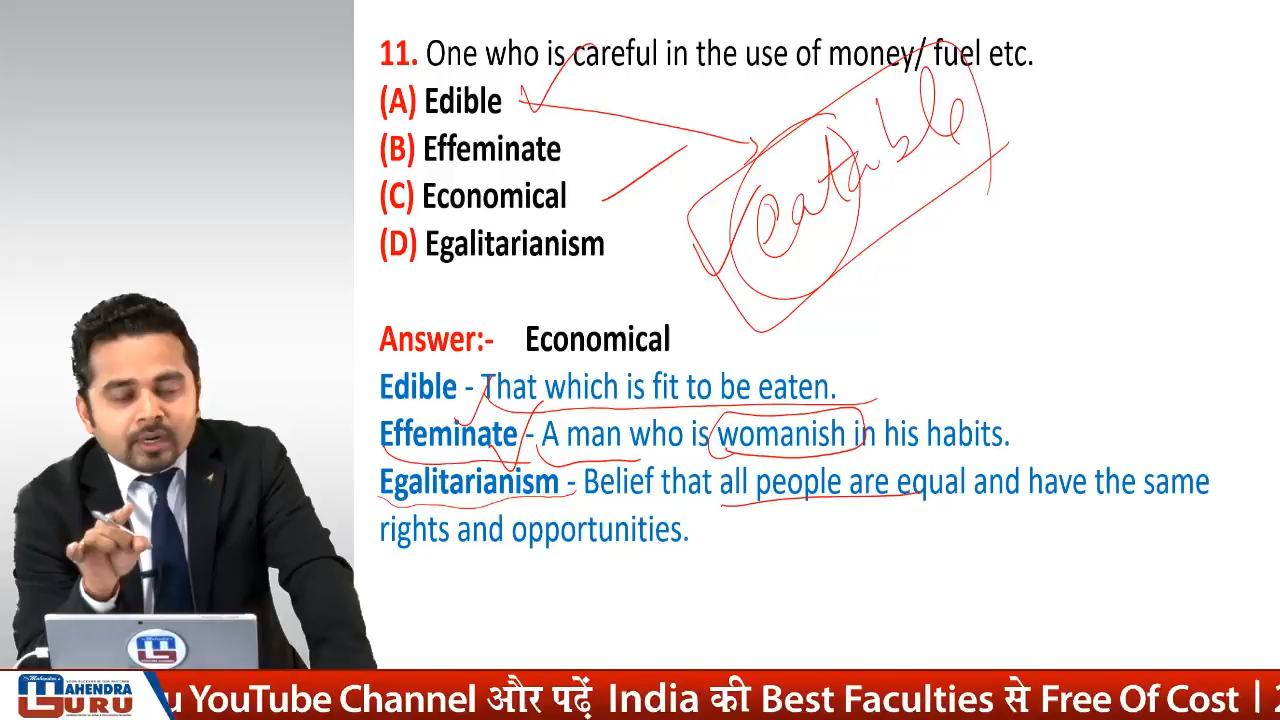 11. One who is careful in the use of money/ fuel etc.
(A) Edible
(B) Effeminate
(C) Economical
(D) Egalitarianism
eatable
Answer:- Economical
Edible - That which is fit to be eaten.
Effeminate - A man who is womanish in his habits.
Egalitarianism - Belief that all people are equal and have the same
rights and opportunities.
MAHENDRA
GURU
u YouTube Channel और पढ़ें India की Best Faculties से Free Of Cost | 2